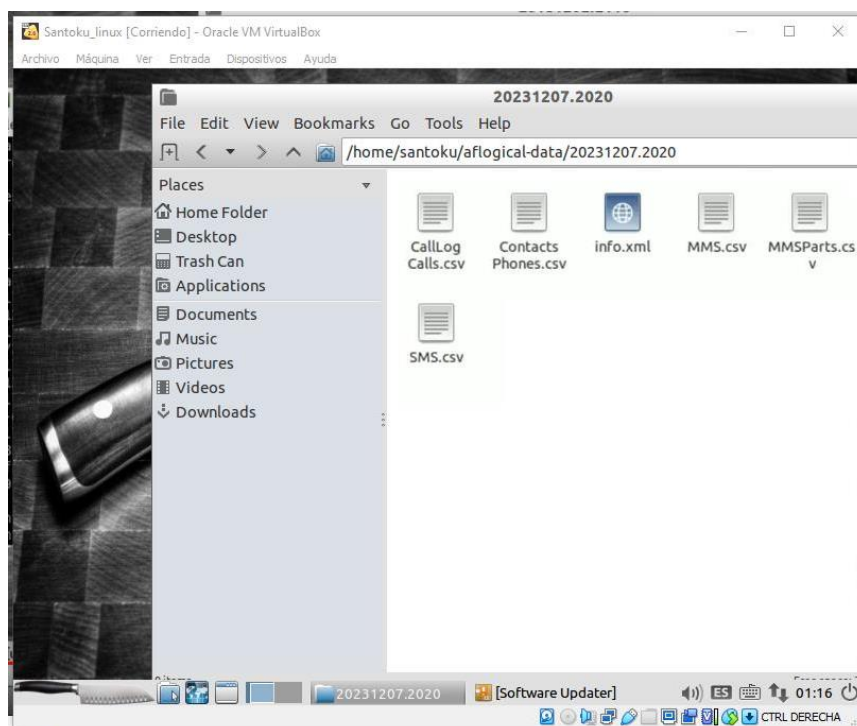 Santoku_linux [Corriendo] - Oracle VM VirtualBox
Archivo Máquina Ver Entrada Dispositivos Ayuda
20231207.2020
File Edit View Bookmarks Go Tools Help
/home/santoku/aflogical-data/20231207.2020
Places
Home Folder
Desktop
Trash Can
Applications
Documents
Music
Pictures
Videos
Downloads
CallLog
Calls.csv
Contacts
Phones.csv
info.xml
MMS.csv
MMSParts.cs
v
SMS.csv
20231207.2020
[Software Updater]
ES
01:16
CTRL DERECHA